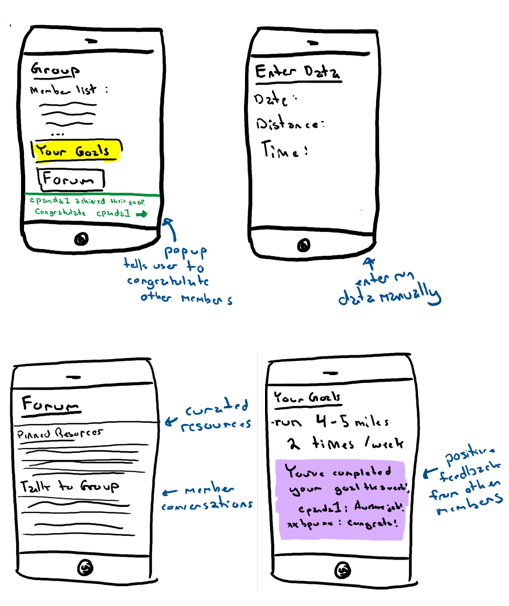 Group
Member list :
...
Your Goals
Forum
cpanda1 achieved their goal
Congratulate cpanda1 →
popup
tells user to
congratulate
other members
Enter Data
Date:
Distance:
Time:
enter run
data manually
Forum
Pinned Resorces
Talk to Group
curated
resources
member
conversations
Your Goals
-run 4-5 miles
2 times /week
You've completed
your goal this week!
cpanda1: Awesome job!
: congrats!
positive
feedback
from other
members